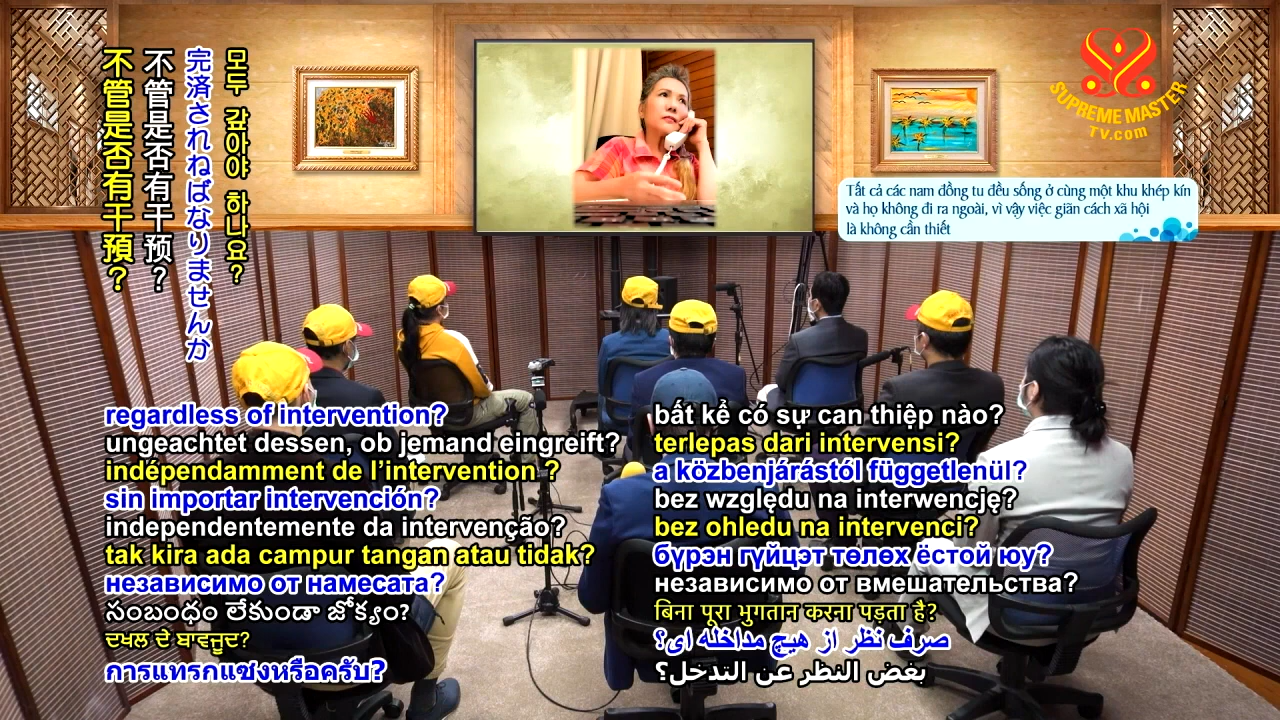 不管是否有干預？
不管是否有干预？
完済されねばなりませんか
모두 갚아야 하나요?
SUPREME MASTER
TV.com
Tất cả các nam đồng tu đều sống ở cùng một khu khép kín
và họ không đi ra ngoài, vì vậy việc giãn cách xã hội
là không cần thiết
regardless of intervention?
ungeachtet dessen, ob jemand eingreift?
indépendamment de l’intervention ?
sin importar intervención?
independentemente da intervenção?
tak kira ada campur tangan atau tidak?
независимо от намесата?
సంబంధం లేకుండా జోక్యం?
ਦਖਲ ਦੇ ਬਾਵਜੂਦ?
การแทรกแซงหรือครับ?
bất kể có sự can thiệp nào?
terlepas dari intervensi?
a közbenjárástól függetlenül?
bez względu na interwencję?
bez ohledu na intervenci?
бүрэн гүйцэт төлөх ёстой юу?
независимо от вмешательства?
बिना पूरा भुगतान करना पड़ता है?
صرف نظر از هیچ مداخله ای؟
بغض النظر عن التدخل؟